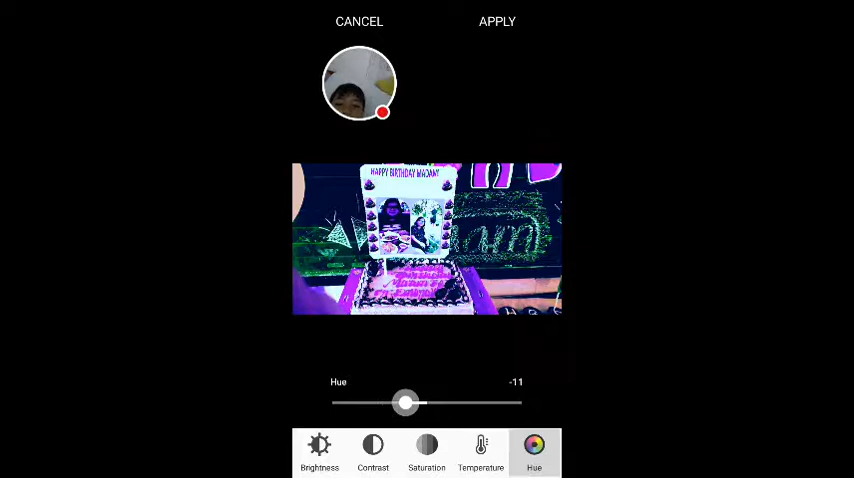 CANCEL APPLY
HAPPY BIRTHDAY MADAM!
Hue -11
Brightness Contrast Saturation Temperature Hue